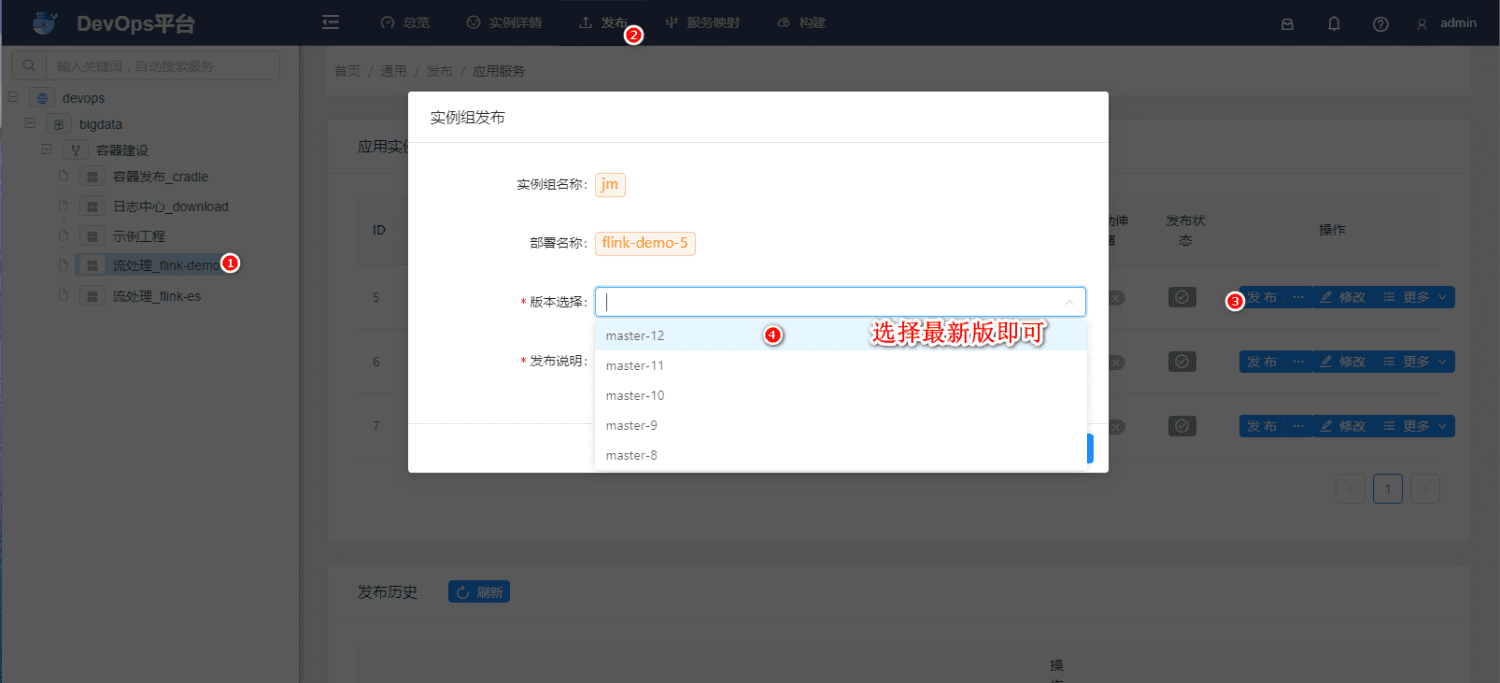 DevOps平台
总览
实例详情
发布
2
服务映射
构建
admin
输入关键词，自动搜索服务
首页 / 通用 / 发布 / 应用服务
devops
bigdata
容器建设
容器发布_cradle
日志中心_download
示例工程
流处理_flink-demo
1
流处理_flink-es
应用实
实例组发布
实例组名称：
jm
部署名称：
flink-demo-5
* 版本选择：
master-12
4
选择最新版即可
master-11
master-10
master-9
master-8
* 发布说明：
ID
发布状
态
操作
5
3
发 布 ··· 修改 更多
6
发 布 ··· 修改 更多
7
发 布 ··· 修改 更多
< 1 >
发布历史
刷新
操